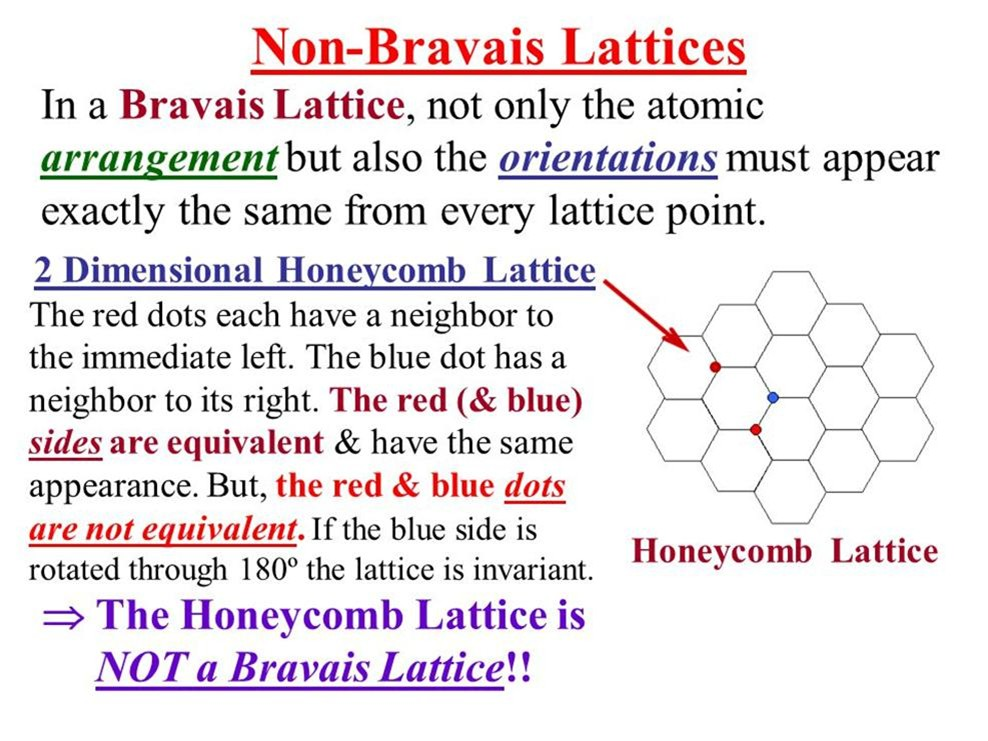 Non-Bravais Lattices
In a Bravais Lattice, not only the atomic
arrangement but also the orientations must appear
exactly the same from every lattice point.
2 Dimensional Honeycomb Lattice
The red dots each have a neighbor to
the immediate left. The blue dot has a
neighbor to its right. The red (& blue)
sides are equivalent & have the same
appearance. But, the red & blue dots
are not equivalent. If the blue side is
rotated through 180º the lattice is invariant.
⇒ The Honeycomb Lattice is
NOT a Bravais Lattice!!
Honeycomb Lattice